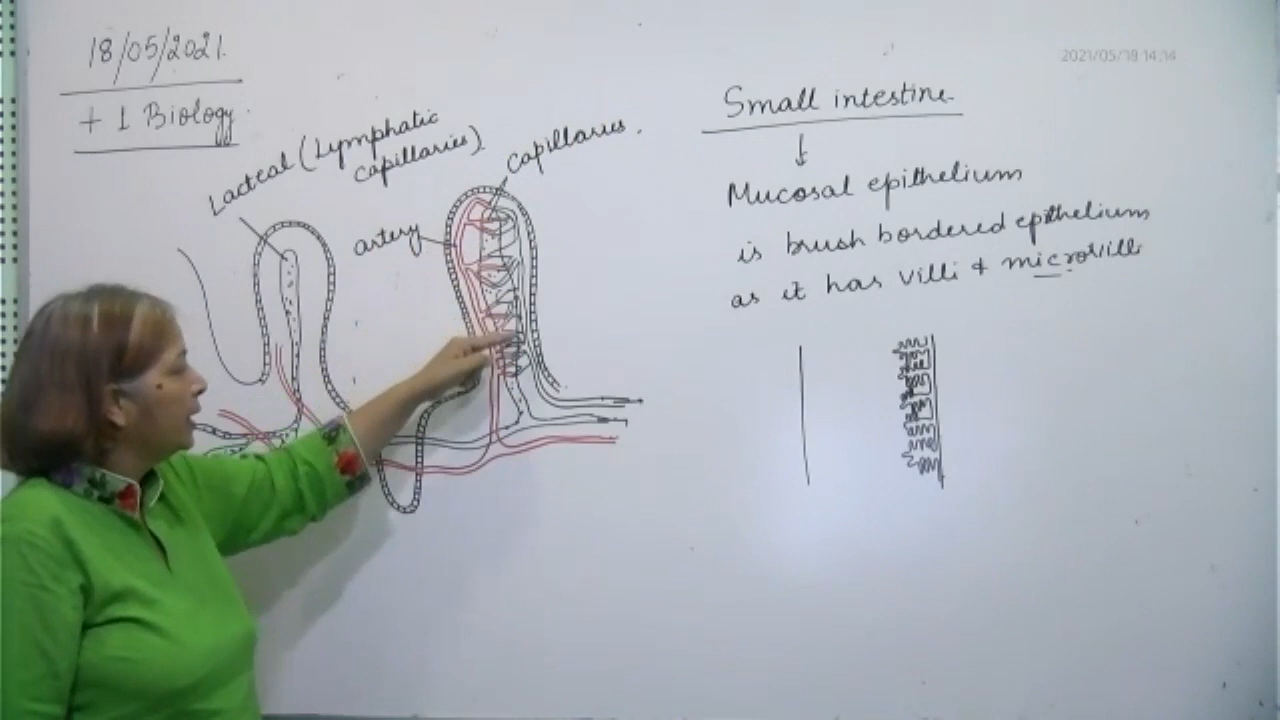 18/05/2021.
+ 1 Biology
Lacteal (Lymphatic
capillaries)
capillaries.
artery
2021/05/18 14:14
Small intestine
Mucosal epithelium
is brush bordered epithelium
as it has villi & microvilli